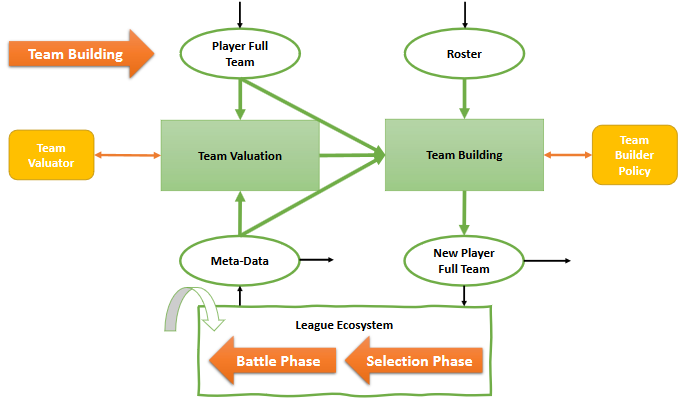 Team Building
Player Full
Team
Roster
Team
Valuator
Team Valuation
Team Building
Team
Builder
Policy
Meta-Data
New Player
Full Team
League Ecosystem
Battle Phase
Selection Phase